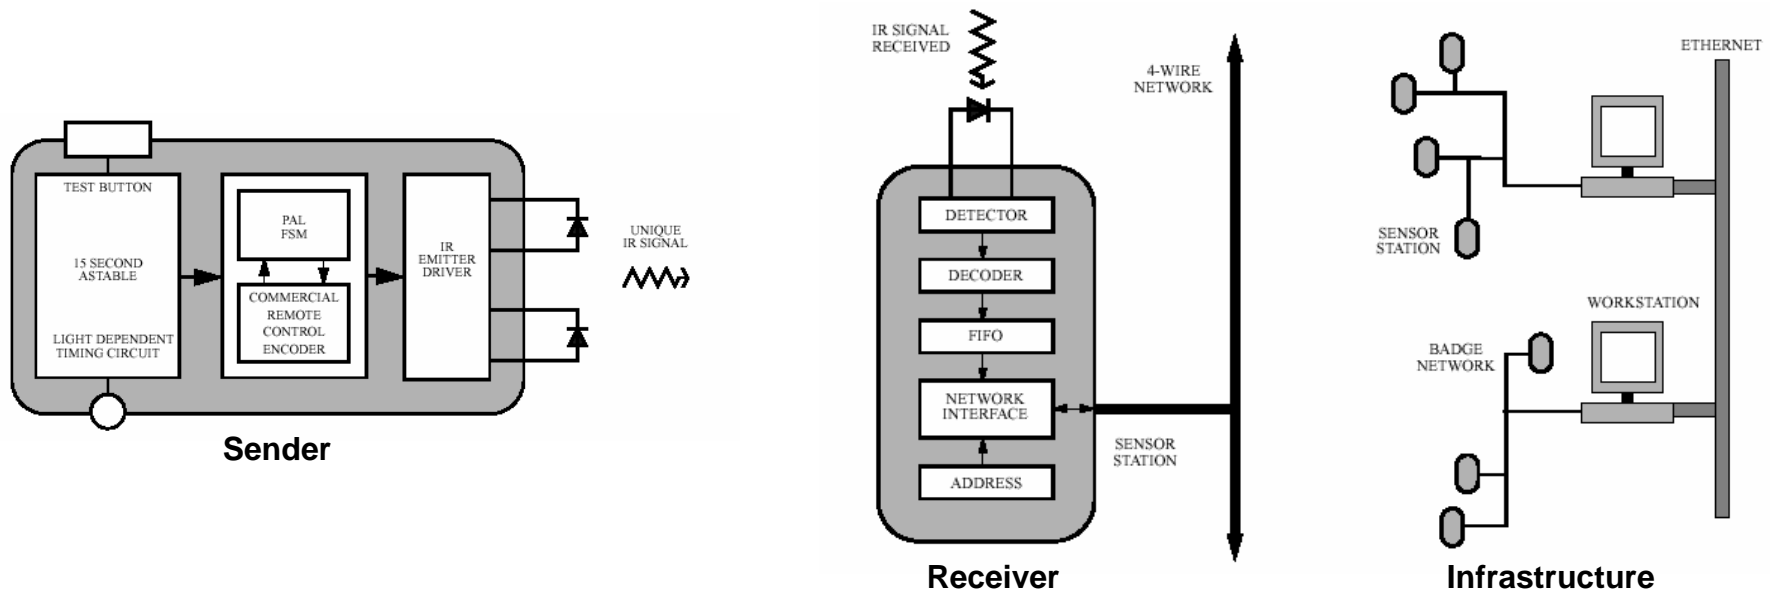 TEST BUTTON
15 SECOND
ASTABLE
LIGHT DEPENDENT
TIMING CIRCUIT
PAL
FSM
COMMERCIAL
REMOTE
CONTROL
ENCODER
IR
EMITTER
DRIVER
UNIQUE
IR SIGNAL
Sender
IR SIGNAL
RECEIVED
4-WIRE
NETWORK
DETECTOR
DECODER
FIFO
NETWORK
INTERFACE
ADDRESS
SENSOR
STATION
Receiver
ETHERNET
SENSOR
STATION
WORKSTATION
BADGE
NETWORK
Infrastructure